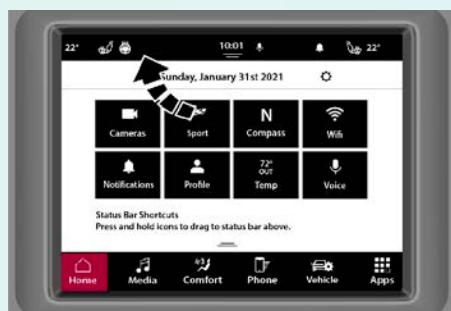 22° 10:01 22°
Sunday, January 31st 2021
Cameras Sport N Compass Wifi
Notifications Profile 72° OUT Temp Voice
Status Bar Shortcuts
Press and hold icons to drag to status bar above.
Home Media Comfort Phone Vehicle Apps